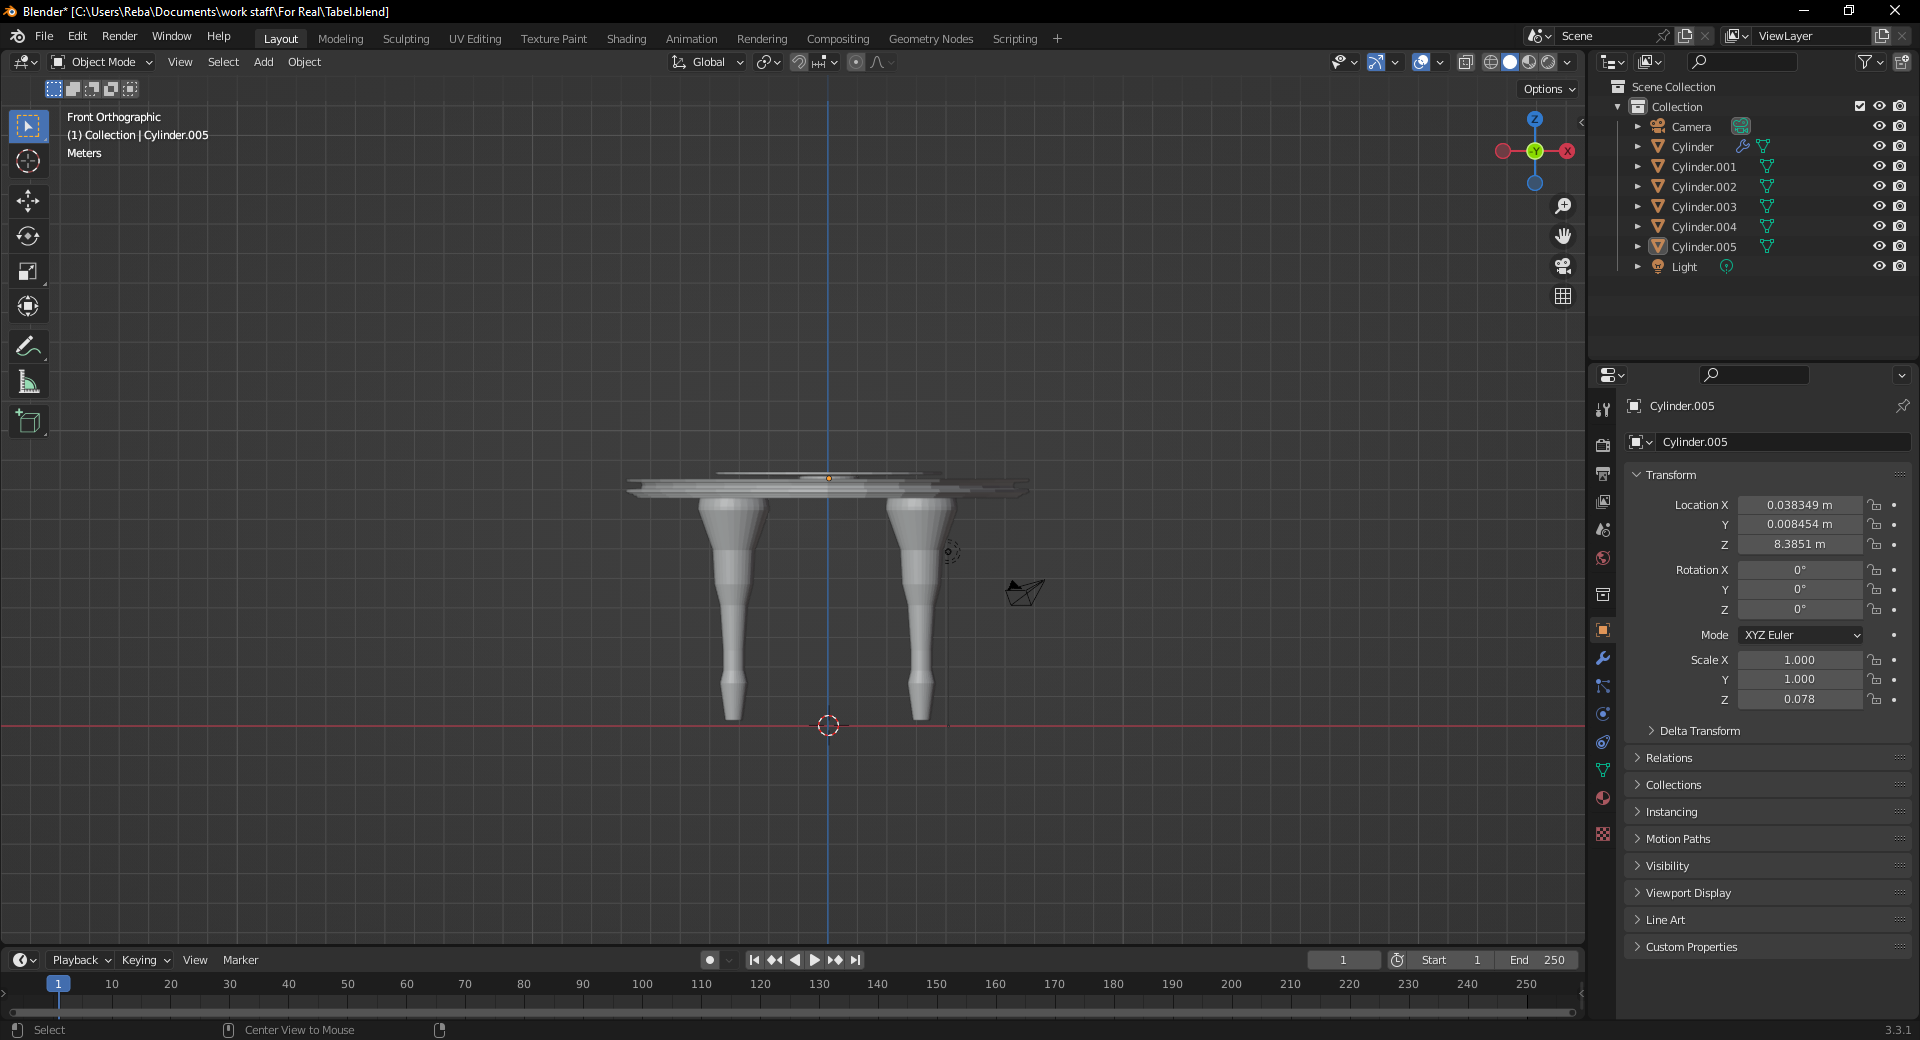 Blender* [C:\Users\Reba\Documents\work staff\For Real\Tabel.blend]
File Edit Render Window Help Layout Modeling Sculpting UV Editing Texture Paint Shading Animation Rendering Compositing Geometry Nodes Scripting + Scene ViewLayer
Object Mode View Select Add Object Global
Options
Front Orthographic
(1) Collection | Cylinder.005
Meters
Z
-Y
X
Scene Collection
Collection
Camera
Cylinder
Cylinder.001
Cylinder.002
Cylinder.003
Cylinder.004
Cylinder.005
Light
Cylinder.005
Cylinder.005
Transform
Location X 0.038349 m
Y 0.008454 m
Z 8.3851 m
Rotation X 0°
Y 0°
Z 0°
Mode XYZ Euler
Scale X 1.000
Y 1.000
Z 0.078
Delta Transform
Relations
Collections
Instancing
Motion Paths
Visibility
Viewport Display
Line Art
Custom Properties
Playback Keying View Marker 1 Start 1 End 250
1 10 20 30 40 50 60 70 80 90 100 110 120 130 140 150 160 170 180 190 200 210 220 230 240 250
Select Center View to Mouse 3.3.1